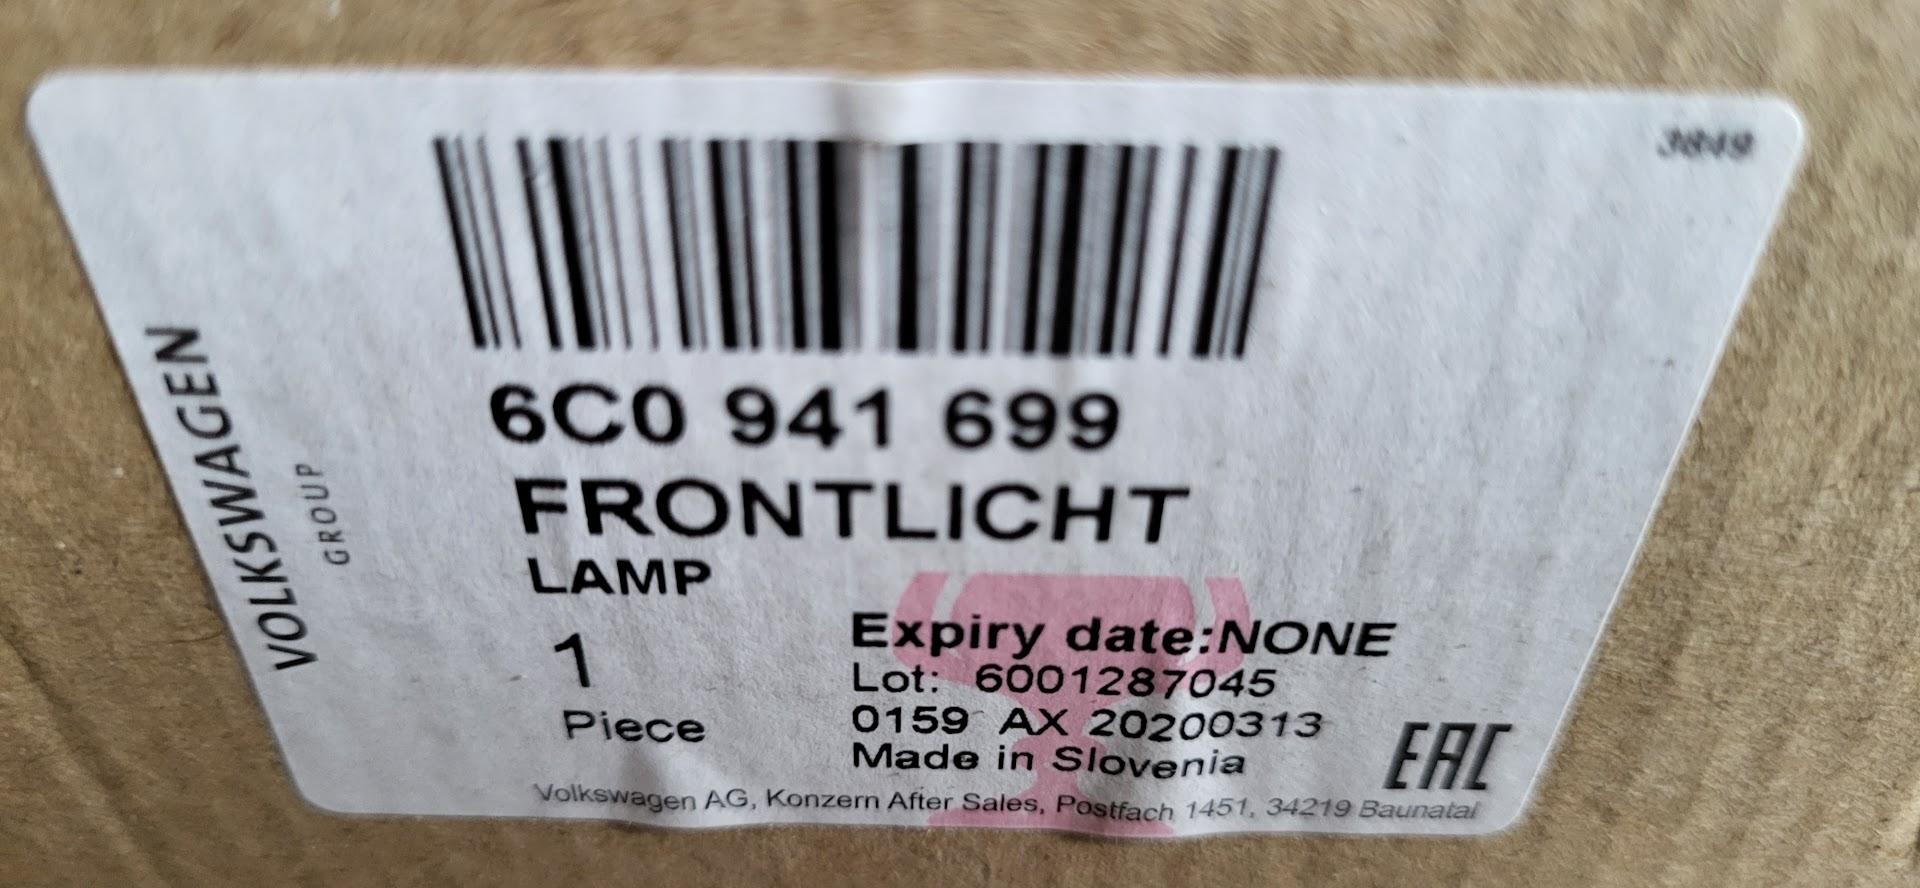 3849
VOLKSWAGEN
GROUP
6C0 941 699
FRONTLICHT
LAMP
1
Piece
Expiry date:NONE
Lot: 6001287045
0159 AX 20200313
Made in Slovenia
EAC
Volkswagen AG, Konzern After Sales, Postfach 1451, 34219 Baunatal